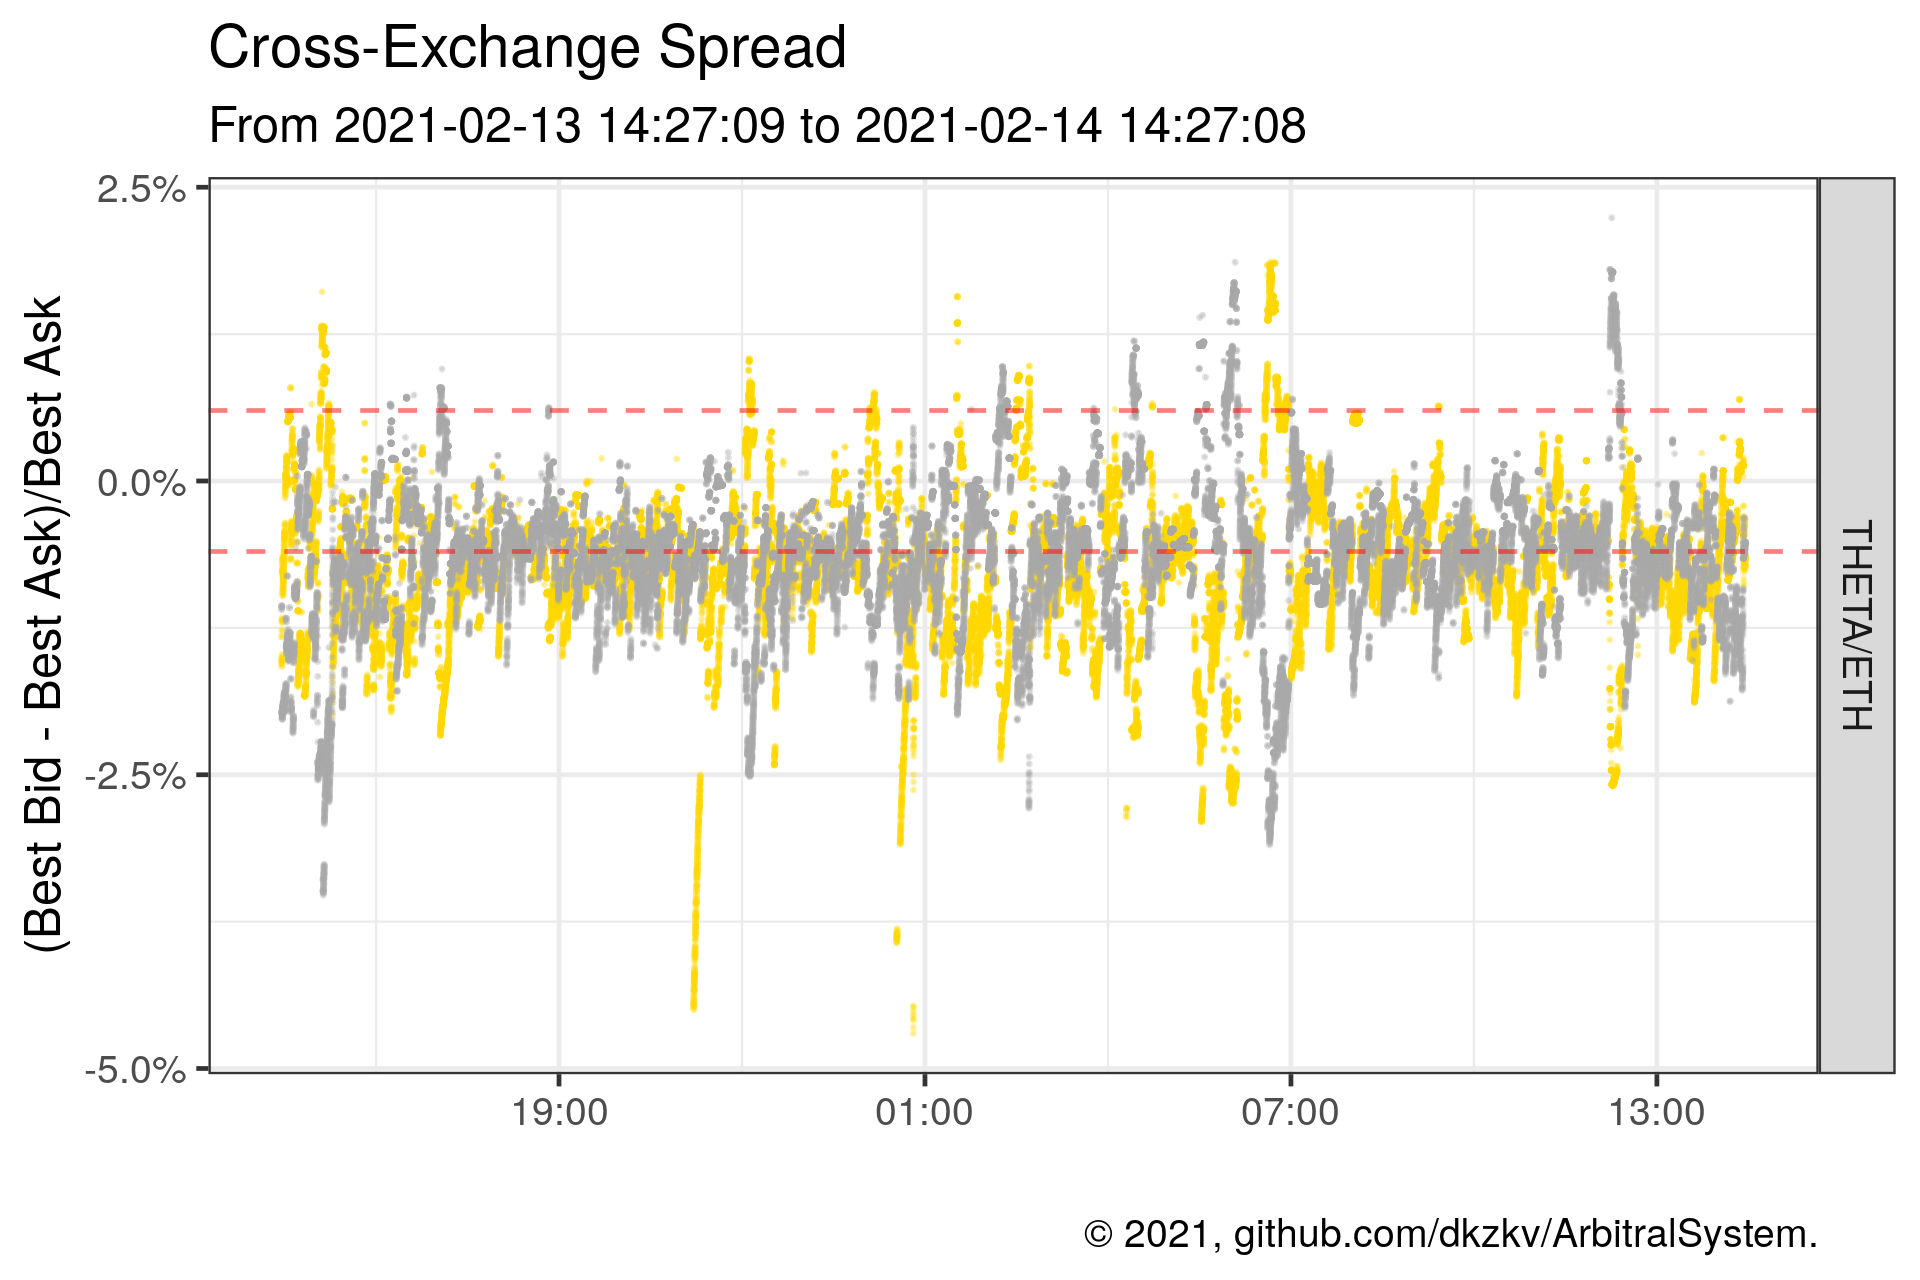 Cross-Exchange Spread
From 2021-02-13 14:27:09 to 2021-02-14 14:27:08
(Best Bid - Best Ask)/Best Ask
2.5%
0.0%
-2.5%
-5.0%
THETA/ETH
19:00 01:00 07:00 13:00
© 2021, github.com/dkzkv/ArbitralSystem.